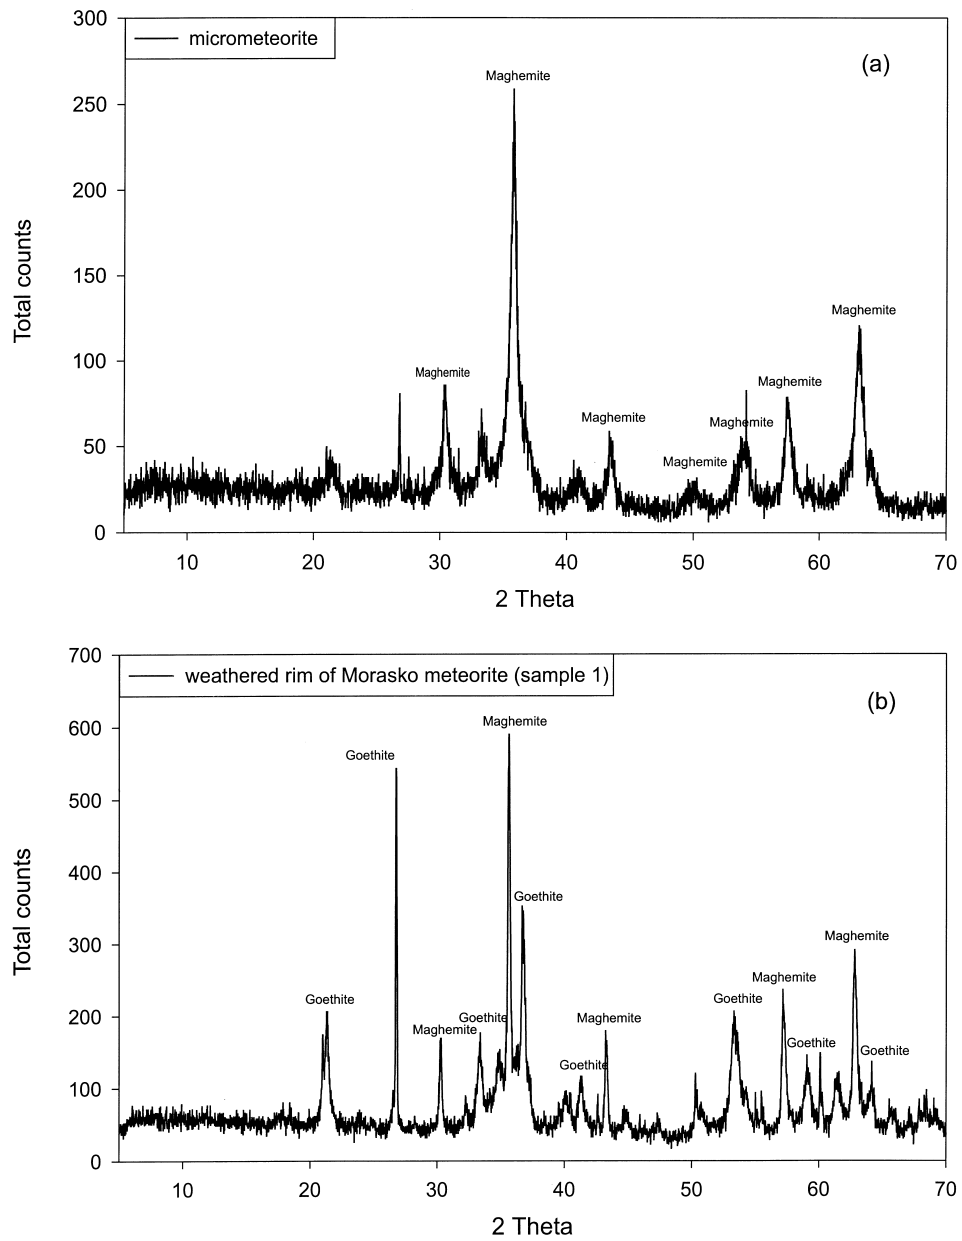 300
micrometeorite
(a)
Maghemite
250
200
Total counts
150
Maghemite
100
Maghemite
Maghemite
Maghemite
Maghemite
50
Maghemite
0
10 20 30 40 50 60 70
2 Theta
700
weathered rim of Morasko meteorite (sample 1)
(b)
Maghemite
600
Goethite
500
Total counts
400
Goethite
300
Maghemite
Maghemite
Goethite
Goethite
200
Goethite
Maghemite
Maghemite
Goethite
Goethite
Goethite
100
0
10 20 30 40 50 60 70
2 Theta